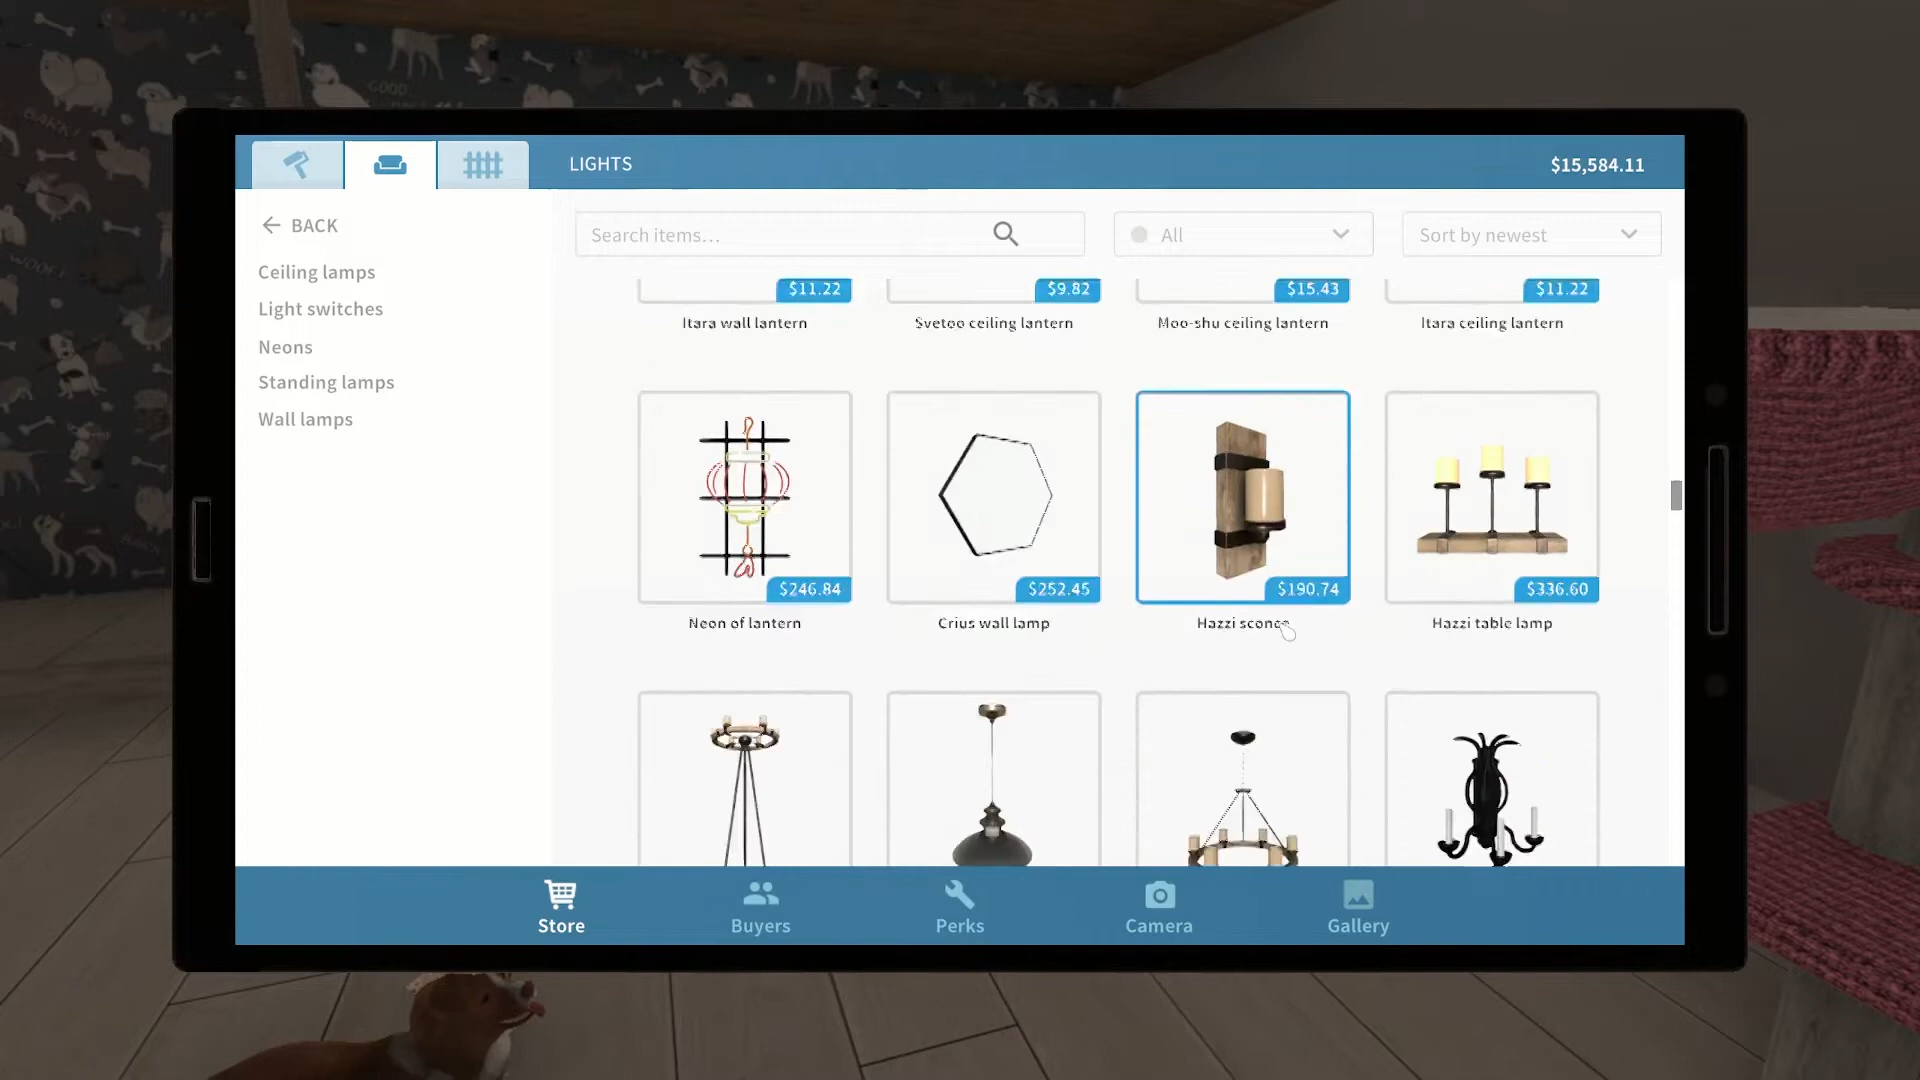 GOOD
BARK!
WOOF!
LIGHTS
$15,584.11
BACK
Search items...
All
Sort by newest
Ceiling lamps
Light switches
Neons
Standing lamps
Wall lamps
$11.22
$9.82
$15.43
$11.22
Itara wall lantern
Svetoo ceiling lantern
Moo-shu ceiling lantern
Itara ceiling lantern
$246.84
$252.45
$190.74
$336.60
Neon of lantern
Crius wall lamp
Hazzi sconce
Hazzi table lamp
Store
Buyers
Perks
Camera
Gallery